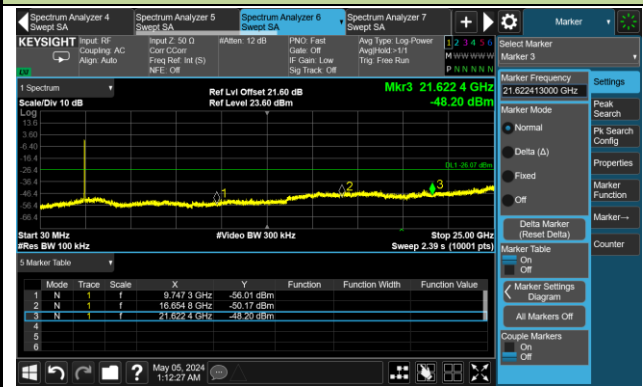 Spectrum Analyzer 4
Swept SA
Spectrum Analyzer 5
Swept SA
Spectrum Analyzer 6
Swept SA
Spectrum Analyzer 7
Swept SA
Marker
KEYSIGHT
Input: RF
Coupling: AC
Align: Auto
Input Z: 50 Ω
Corr CCorr
Freq Ref: Int (S)
NFE: Off
#Atten: 12 dB
PNO: Fast
Gate: Off
IF Gain: Low
Sig Track: Off
Avg Type: Log-Power
Avg|Hold:>1/1
Trig: Free Run
1 2 3 4 5 6
M W W W W W
P N N N N N
Select Marker
Marker 3
1 Spectrum
Scale/Div 10 dB
Log
Ref Lvl Offset 21.60 dB
Ref Level 23.60 dBm
Mkr3 21.622 4 GHz
-48.20 dBm
13.6
3.60
-6.40
-16.4
-26.4
-36.4
-46.4
-56.4
-66.4
DL1 -26.07 dBm
1
2
3
Start 30 MHz
#Res BW 100 kHz
#Video BW 300 kHz
Stop 25.00 GHz
Sweep 2.39 s (10001 pts)
5 Marker Table
Mode Trace Scale X Y Function Function Width Function Value
1 N 1 f 9.747 3 GHz -56.01 dBm
2 N 1 f 16.654 8 GHz -50.17 dBm
3 N 1 f 21.622 4 GHz -48.20 dBm
4
5
6
Marker Frequency
21.622413000 GHz
Marker Mode
Normal
Delta (Δ)
Fixed
Off
Delta Marker
(Reset Delta)
Marker Table
On
Off
Marker Settings
Diagram
All Markers Off
Couple Markers
On
Off
Settings
Peak
Search
Pk Search
Config
Properties
Marker
Function
Marker→
Counter
May 05, 2024
1:12:27 AM